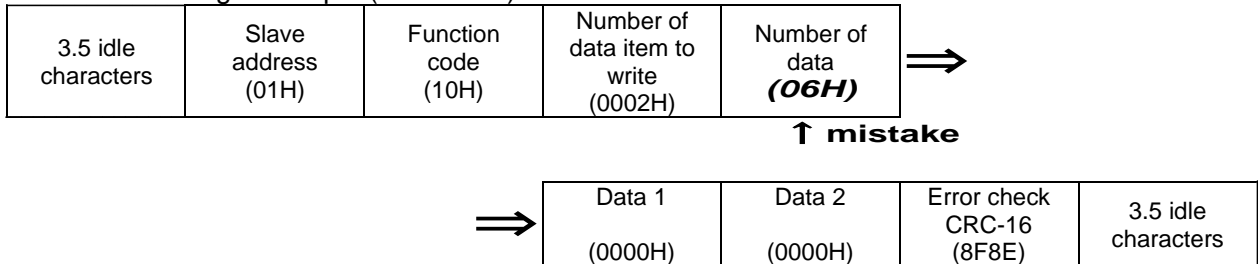 3.5 idle
characters
Slave
address
(01H)
Function
code
(10H)
Number of
data item to
write
(0002H)
Number of
data
(06H)
⇒
↑ mistake
⇒
Data 1
(0000H)
Data 2
(0000H)
Error check
CRC-16
(8F8E)
3.5 idle
characters